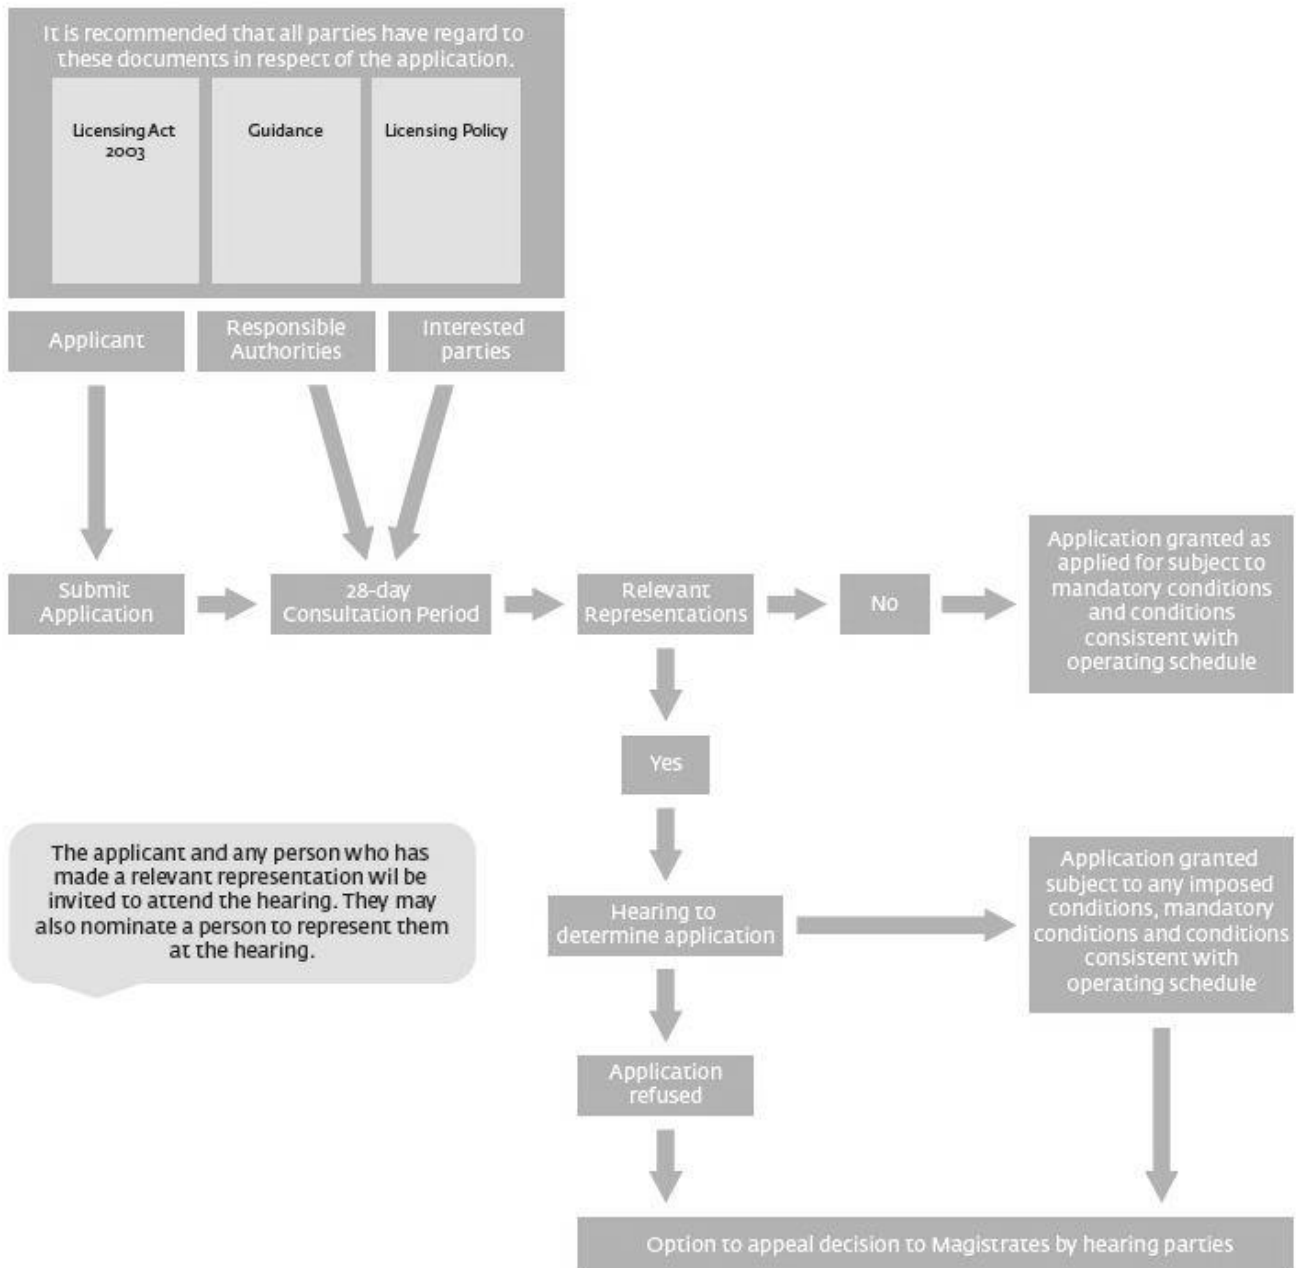 It is recommended that all parties have regard to
these documents in respect of the application.
Licensing Act
2003
Guidance
Licensing Policy
Applicant
Responsible
Authorities
Interested
parties
Submit
Application
28-day
Consultation Period
Relevant
Representations
No
Application granted as
applied for subject to
mandatory conditions
and conditions
consistent with
operating schedule
Yes
The applicant and any person who has
made a relevant representation wil be
invited to attend the hearing. They may
also nominate a person to represent them
at the hearing.
Hearing to
determine application
Application granted
subject to any imposed
conditions, mandatory
conditions and conditions
consistent with
operating schedule
Application
refused
Option to appeal decision to Magistrates by hearing parties